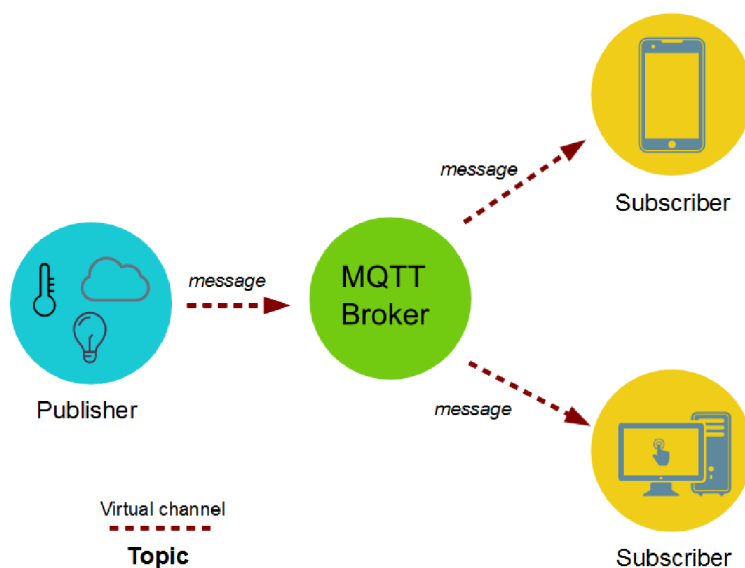 message
Subscriber
message
MQTT
Broker
Publisher
message
Virtual channel
Topic
Subscriber